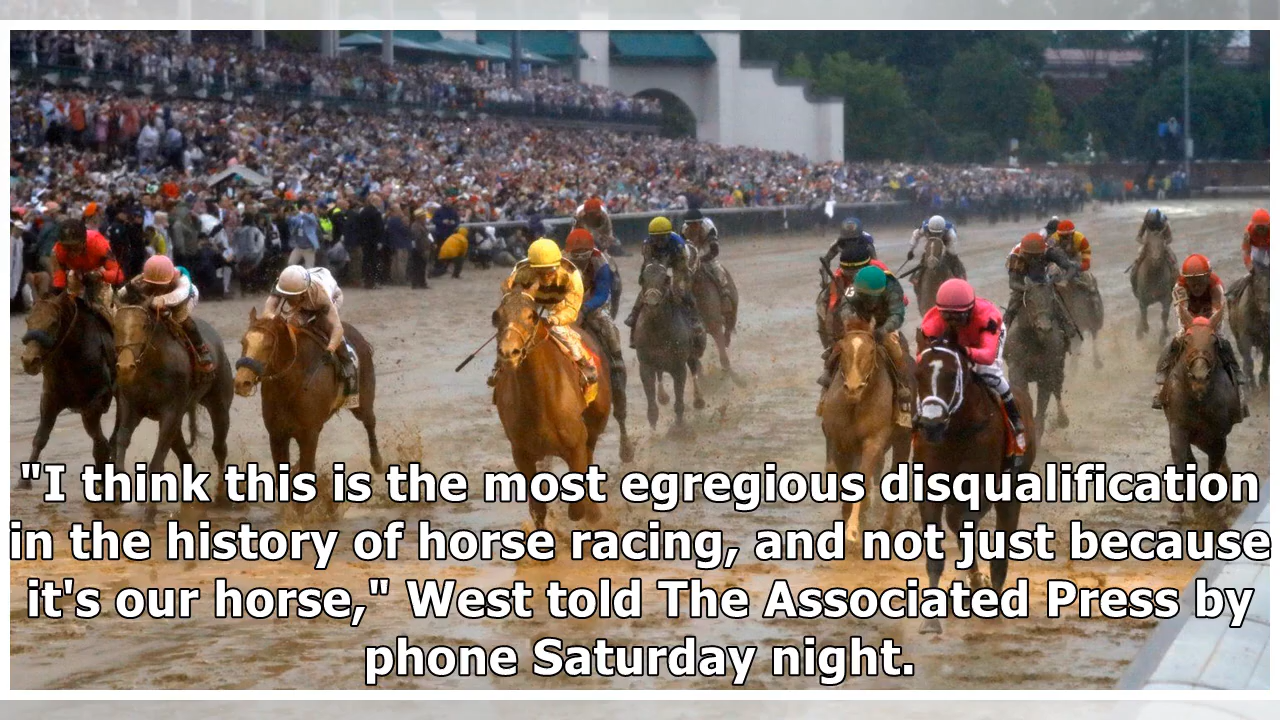 "I think this is the most egregious disqualification
in the history of horse racing, and not just because
it's our horse," West told The Associated Press by
phone Saturday night.